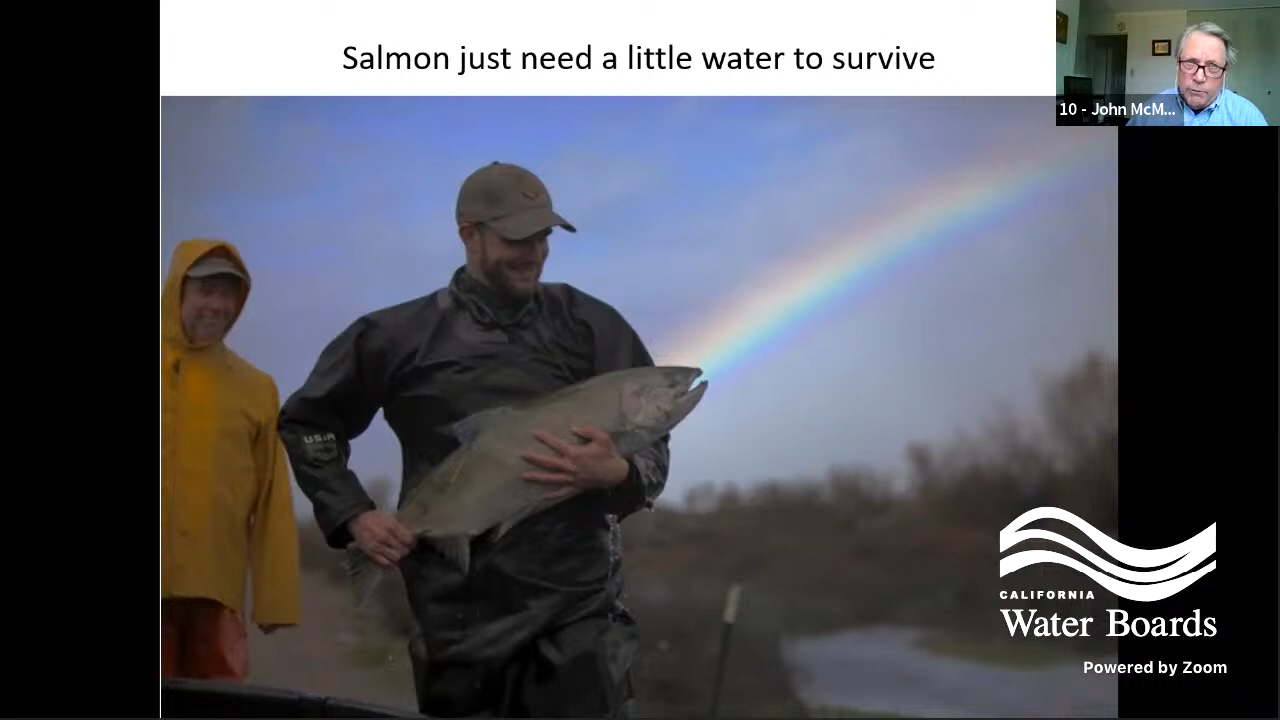 Salmon just need a little water to survive
10 - John McM...
CALIFORNIA
Water Boards
Powered by Zoom